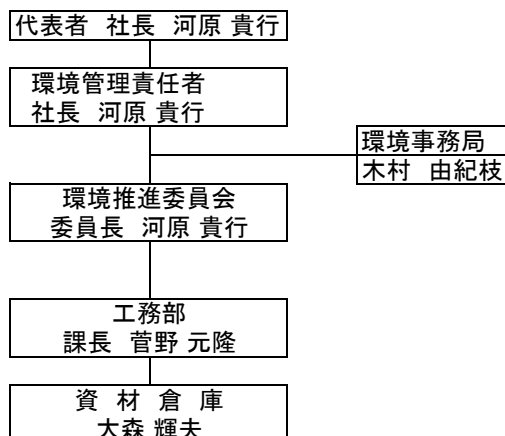 代表者 社長 河原 貴行
環境管理責任者
社長 河原 貴行
環境事務局
木村 由紀枝
環境推進委員会
委員長 河原 貴行
工務部
課長 菅野 元隆
資 材 倉 庫
大森 輝夫